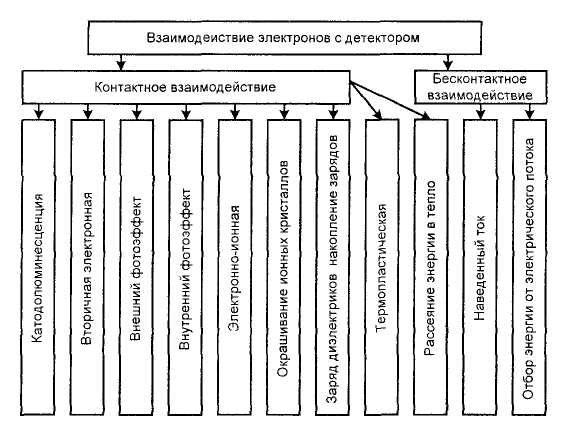 Взаимодеиствие электронов с детектором
Контактное взаимодействие
Бесконтактное
взаимодействие
Катодолюминесценция
Вторичная электронная
Внешний фотоэффект
Внутренний фотоэффект
Электронно-ионная
Окрашивание ионных кристаллов
Заряд диэлектриков накопление зарядов
Термопластическая
Рассеяние энергии в тепло
Наведенный ток
Отбор энергии от электрического потока